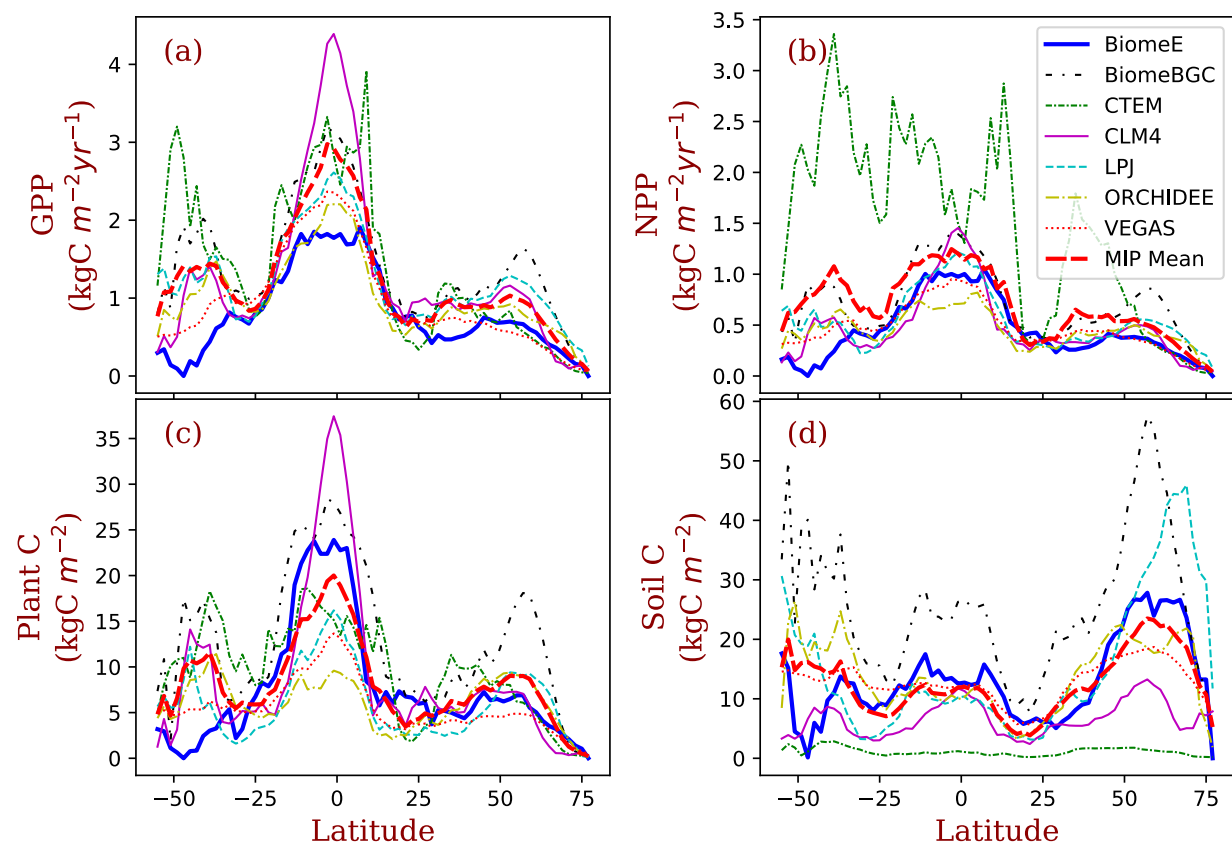 (a)
GPP
(kgC m⁻²yr⁻¹)
4
3
2
1
0
(b)
NPP
(kgC m⁻²yr⁻¹)
3.5
3.0
2.5
2.0
1.5
1.0
0.5
0.0
BiomeE
BiomeBGC
CTEM
CLM4
LPJ
ORCHIDEE
VEGAS
MIP Mean
(c)
Plant C
(kgC m⁻²)
35
30
25
20
15
10
5
0
−50
−25
0
25
50
75
Latitude
(d)
Soil C
(kgC m⁻²)
60
50
40
30
20
10
0
−50
−25
0
25
50
75
Latitude